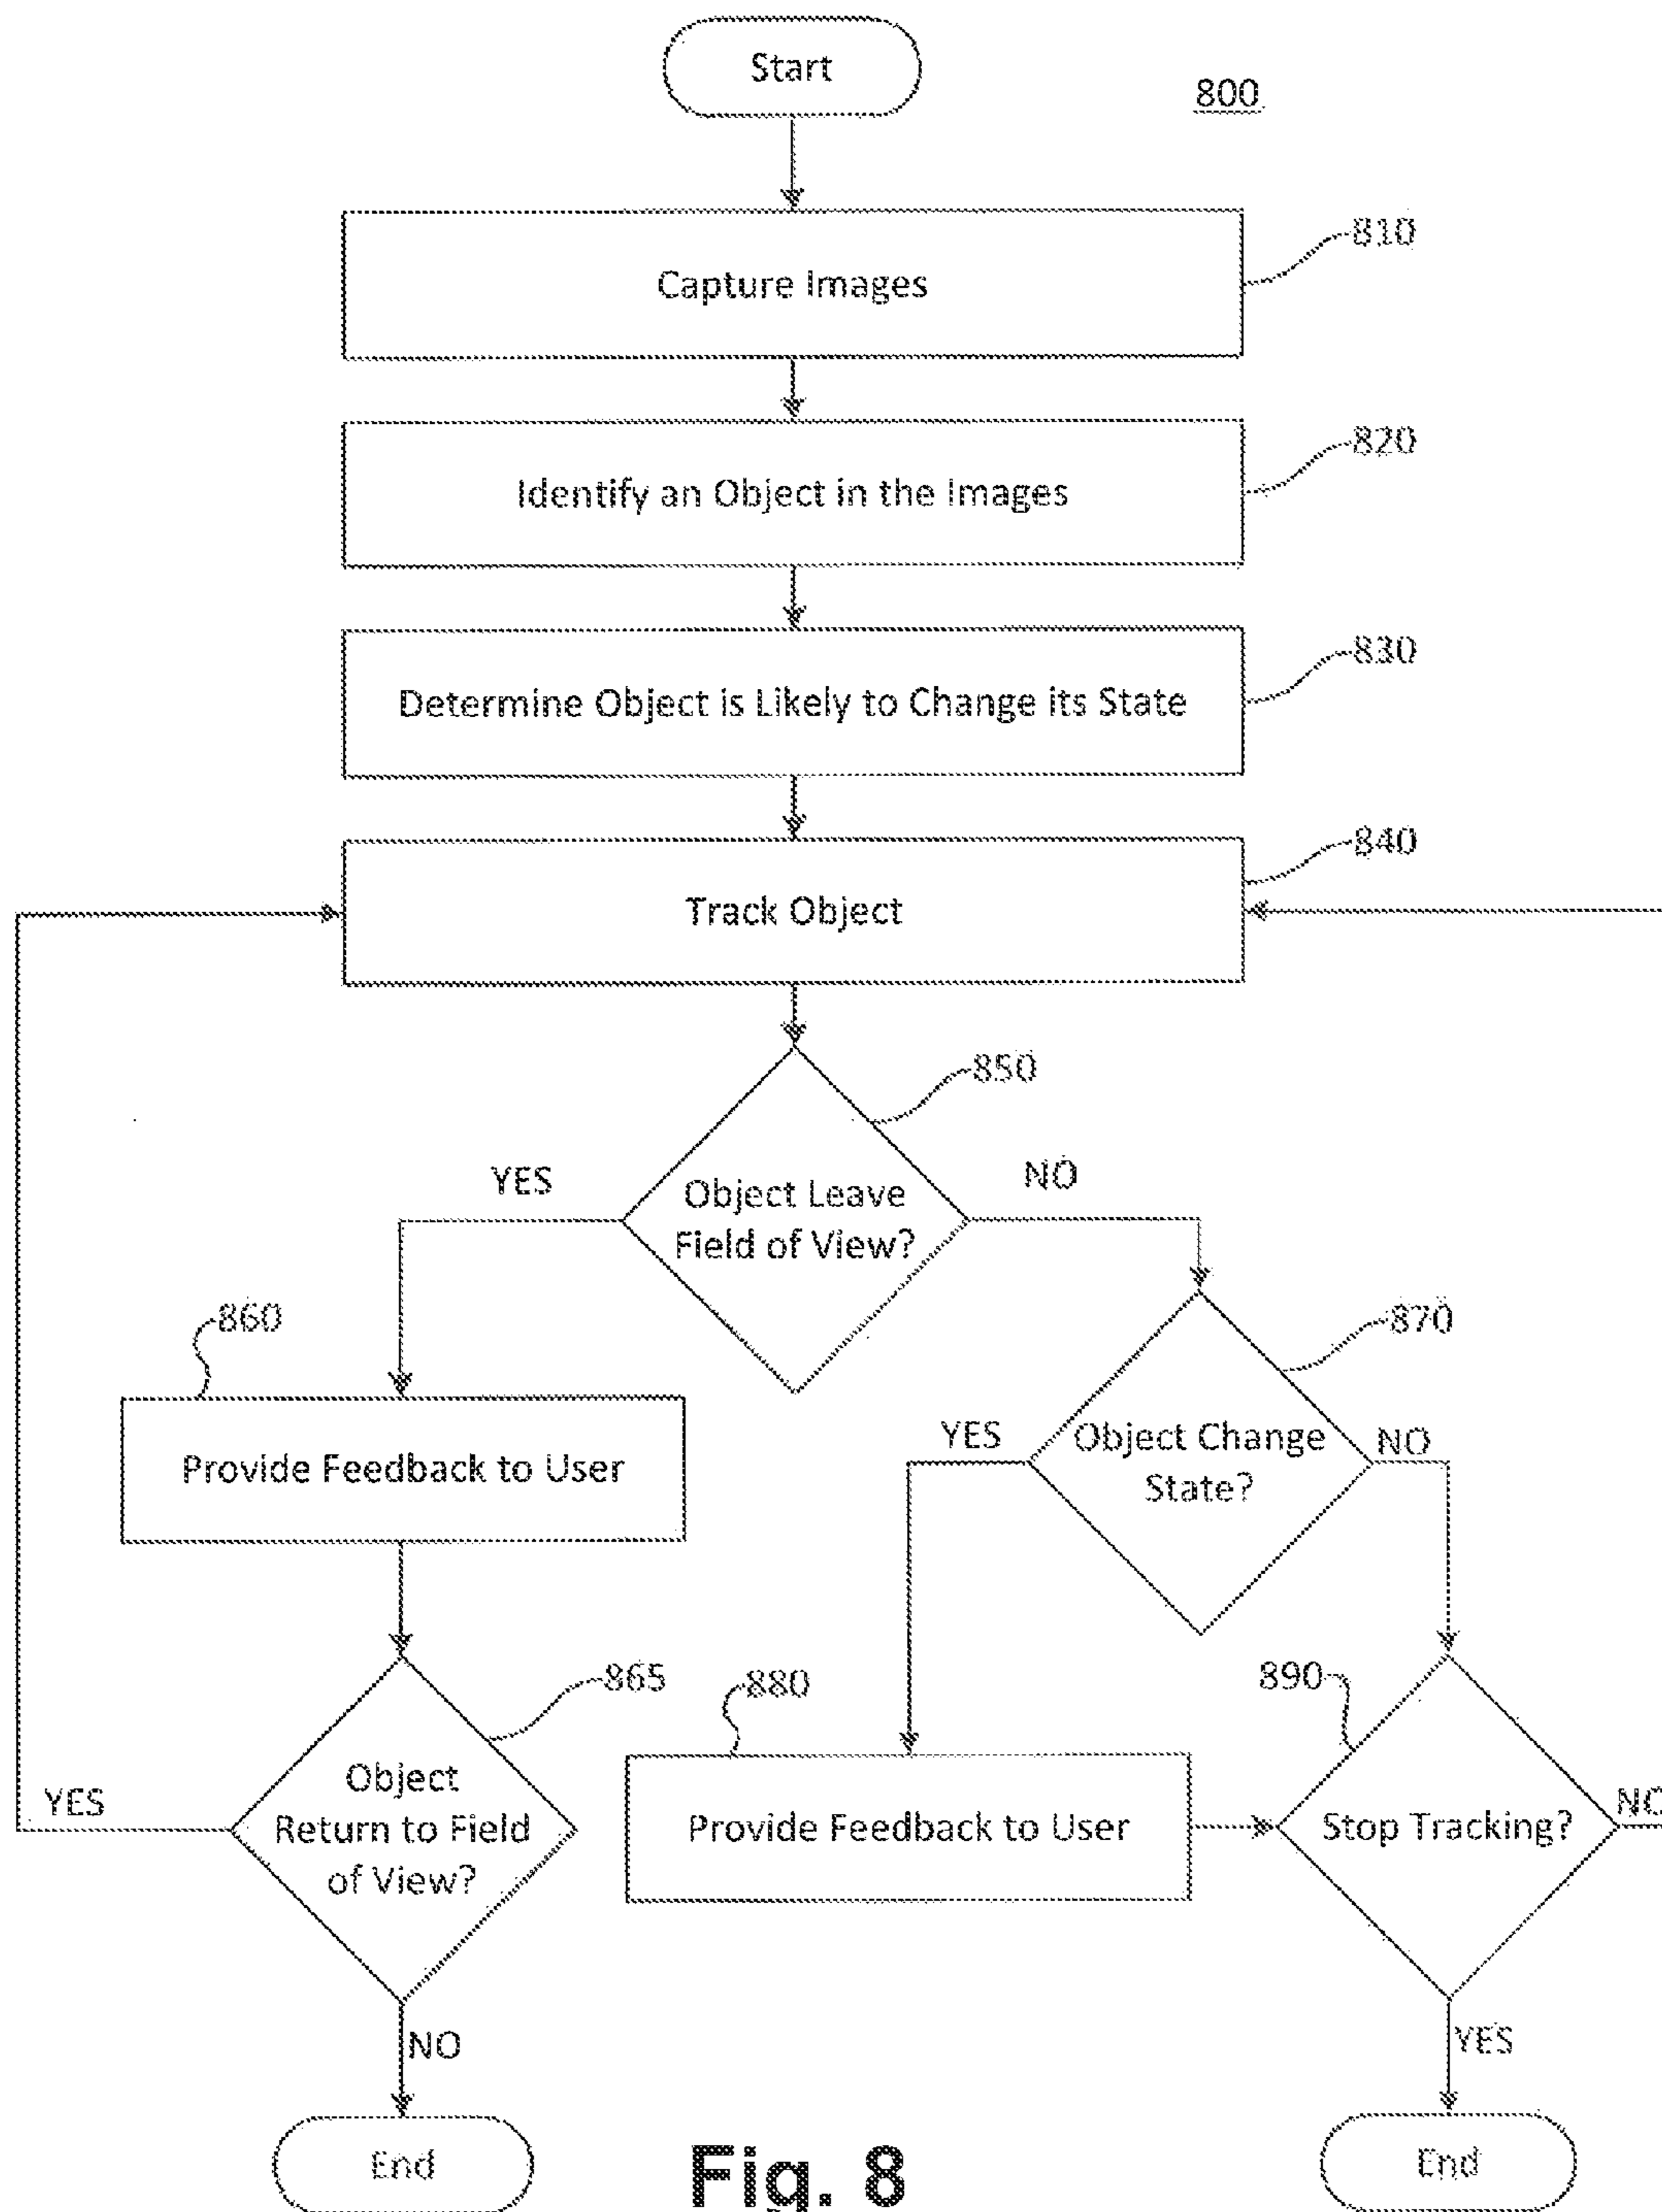 Start
800
810
Capture Images
820
Identify an Object in the Images
830
Determine Object is Likely to Change its State
840
Track Object
850
YES
NO
Object Leave
Field of View?
860
870
YES
Object Change
State?
NO
Provide Feedback to User
865
880
890
Object
Return to Field
of View?
YES
Provide Feedback to User
Stop Tracking?
NO
NO
YES
End
Fig. 8
End